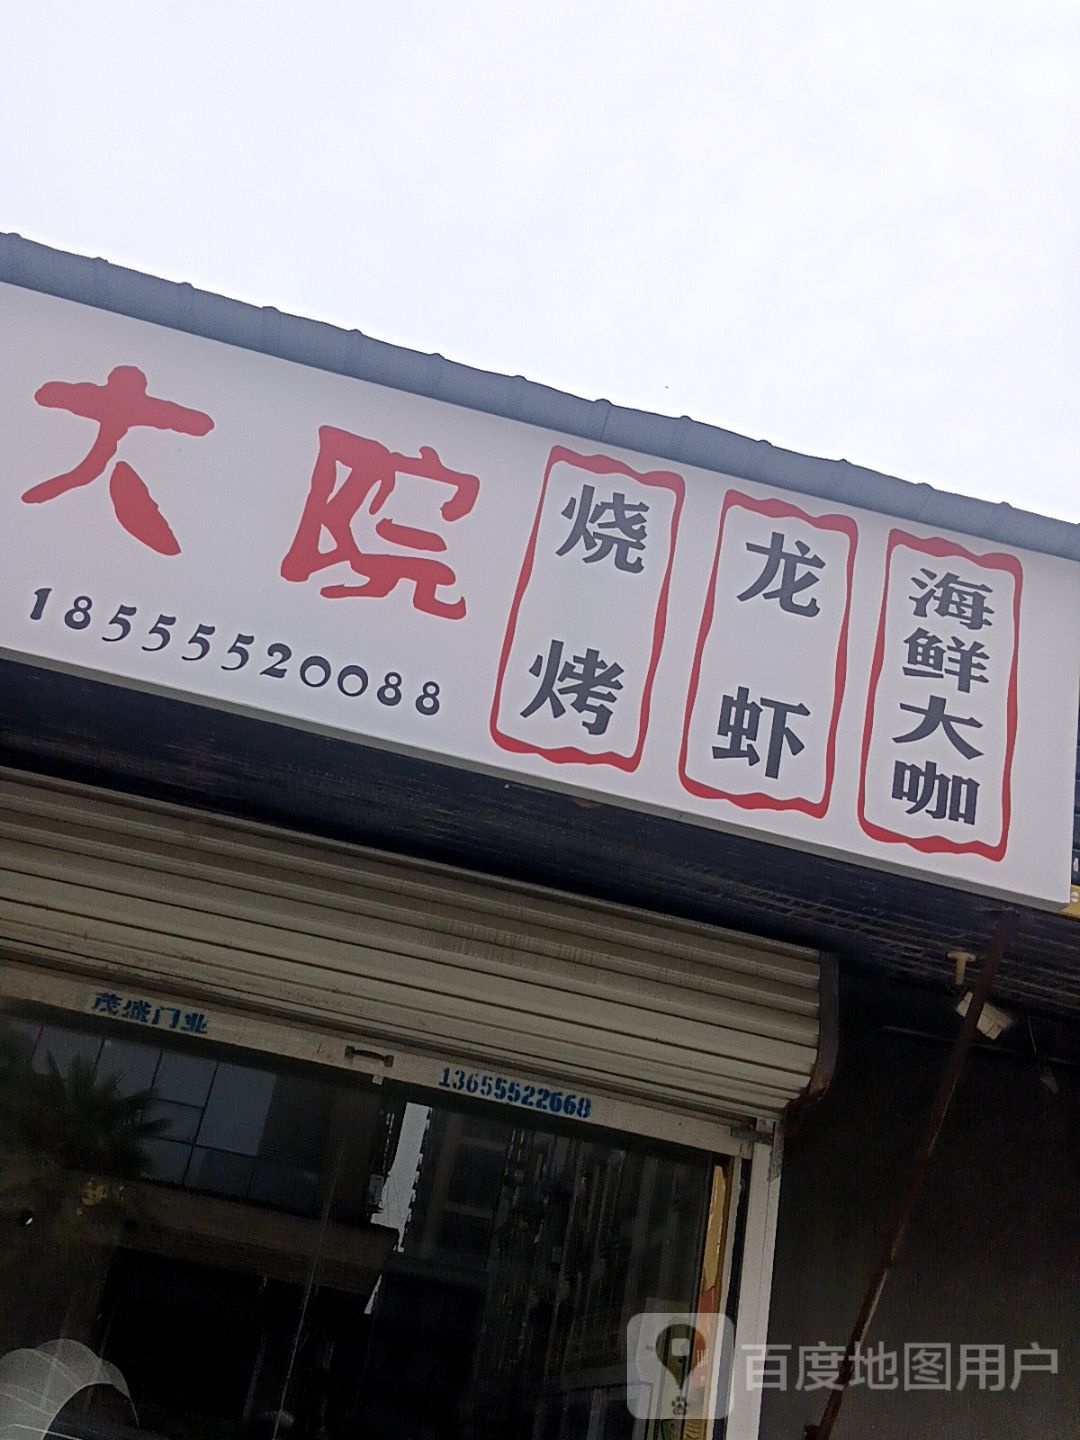 大院
18555520088
烧烤
龙虾
海鲜大咖
茂盛门业
13655522668
百度地图用户